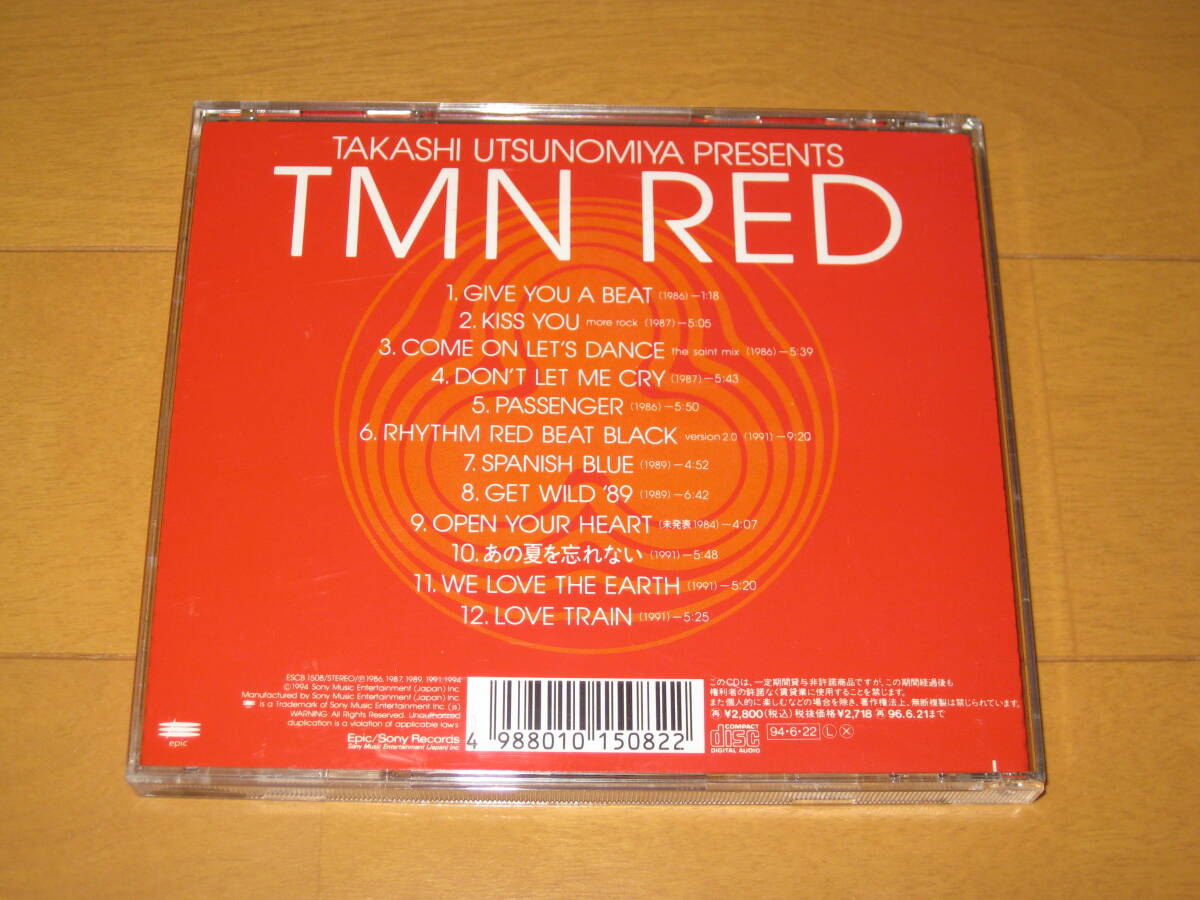 TAKASHI UTSUNOMIYA PRESENTS
TMN RED
1. GIVE YOU A BEAT (1986)—1:18
2. KISS YOU more rock (1987)—5:05
3. COME ON LET'S DANCE the saint mix (1986)—5:39
4. DON'T LET ME CRY (1987)—5:43
5. PASSENGER (1986)—5:50
6. RHYTHM RED BEAT BLACK version 2.0 (1991)—9:20
7. SPANISH BLUE (1989)—4:52
8. GET WILD '89 (1989)—6:42
9. OPEN YOUR HEART (未発表1984)—4:07
10. あの夏を忘れない (1991)—5:48
11. WE LOVE THE EARTH (1991)—5:20
12. LOVE TRAIN (1991)—5:25
ESCB 1508/STEREO/Ⓟ1986, 1987, 1989, 1991, 1994
©1994 Sony Music Entertainment (Japan) Inc.
Manufactured by Sony Music Entertainment (Japan) Inc.
is a Trademark of Sony Music Entertainment Inc. (js)
WARNING: All Rights Reserved. Unauthorized
duplication is a violation of applicable laws.
epic
Epic/Sony Records
Sony Music Entertainment (Japan) Inc.
4 988010 150822
このCDは、一定期間貸与非許諾商品ですが、この期間経過後も
権利者の許諾なく賃貸業に使用することを禁じます。
また個人的に楽しむなどの場合を除き、著作権法上、無断複製は禁じられています。
再 ¥2,800(税込) 税抜価格¥2,718 再 96.6.21まで
COMPACT disc DIGITAL AUDIO
94・6・22 Ⓛ Ⓧ